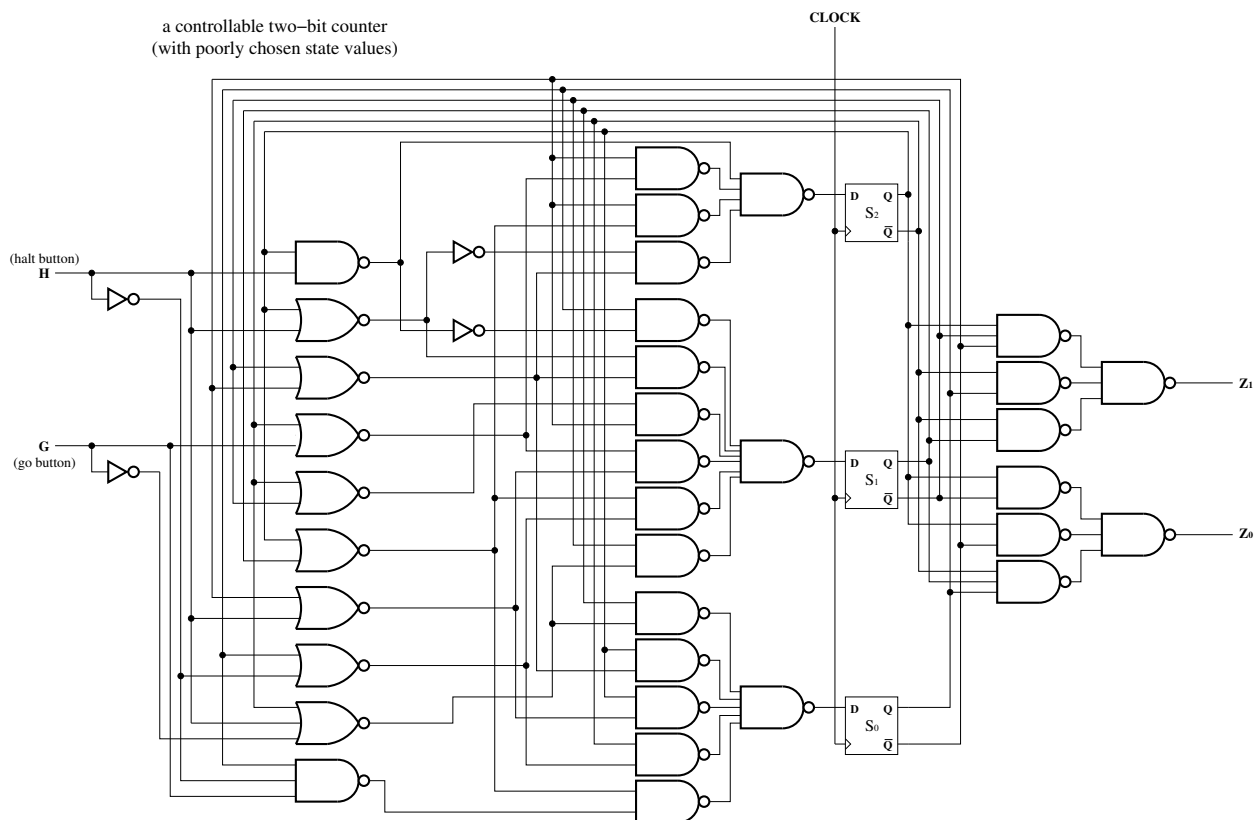 a controllable two−bit counter
(with poorly chosen state values)
CLOCK
(halt button)
H
G
(go button)
D Q
S2
Q̅
D Q
S1
Q̅
D Q
S0
Q̅
Z1
Z0